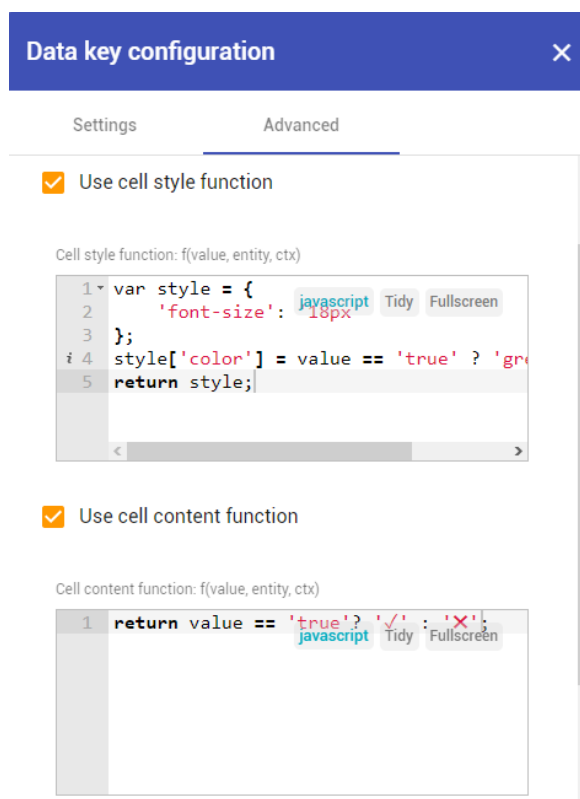 Data key configuration ×
Settings Advanced
Use cell style function
Cell style function: f(value, entity, ctx)
javascript Tidy Fullscreen
1 var style = {
2 'font-size': '18px'
3 };
i 4 style['color'] = value == 'true' ? 'gre
5 return style;
Use cell content function
Cell content function: f(value, entity, ctx)
1 return value == 'true'? '✓' : '✕';
javascript Tidy Fullscreen